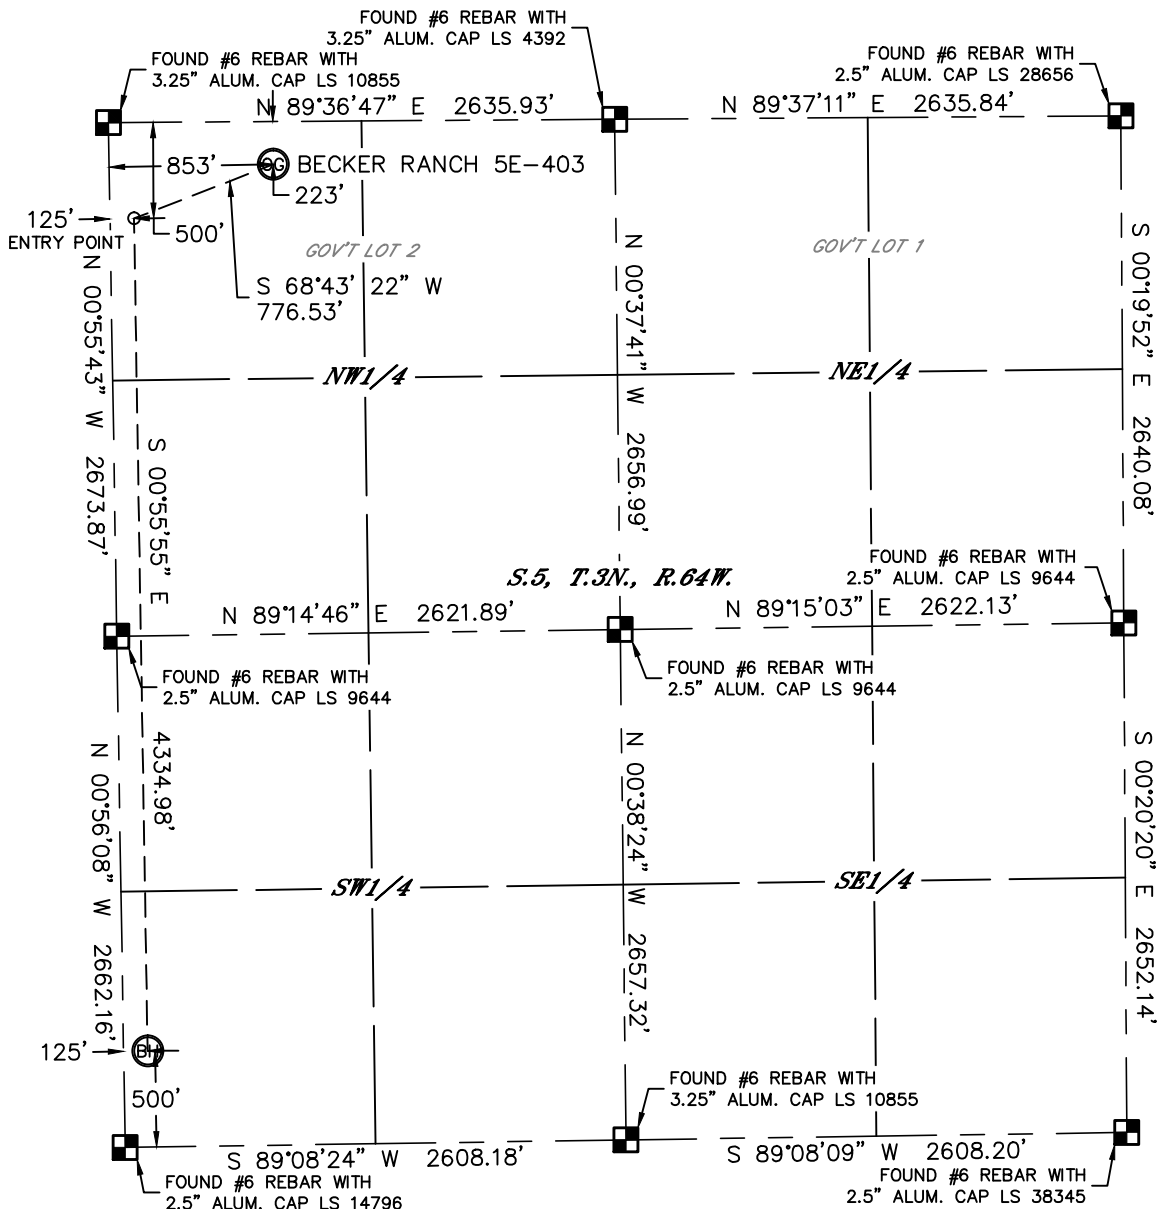 FOUND #6 REBAR WITH
3.25" ALUM. CAP LS 4392
FOUND #6 REBAR WITH
3.25" ALUM. CAP LS 10855
FOUND #6 REBAR WITH
2.5" ALUM. CAP LS 28656
N 89°36'47" E 2635.93'
N 89°37'11" E 2635.84'
853'
OG BECKER RANCH 5E-403
223'
125'
ENTRY POINT
500'
GOV'T LOT 2
GOV'T LOT 1
S 68°43' 22" W
776.53'
N 00°55'43" W 2673.87'
N 00°37'41" W 2656.99'
S 00°19'52" E 2640.08'
NW1/4
NE1/4
S 00°55'55" E
4334.98'
S.5, T.3N., R.64W.
FOUND #6 REBAR WITH
2.5" ALUM. CAP LS 9644
N 89°14'46" E 2621.89'
N 89°15'03" E 2622.13'
FOUND #6 REBAR WITH
2.5" ALUM. CAP LS 9644
FOUND #6 REBAR WITH
2.5" ALUM. CAP LS 9644
N 00°56'08" W 2662.16'
N 00°38'24" W 2657.32'
S 00°20'20" E 2652.14'
SW1/4
SE1/4
125'
BH
500'
FOUND #6 REBAR WITH
3.25" ALUM. CAP LS 10855
S 89°08'24" W 2608.18'
S 89°08'09" W 2608.20'
FOUND #6 REBAR WITH
2.5" ALUM. CAP LS 14796
FOUND #6 REBAR WITH
2.5" ALUM. CAP LS 38345